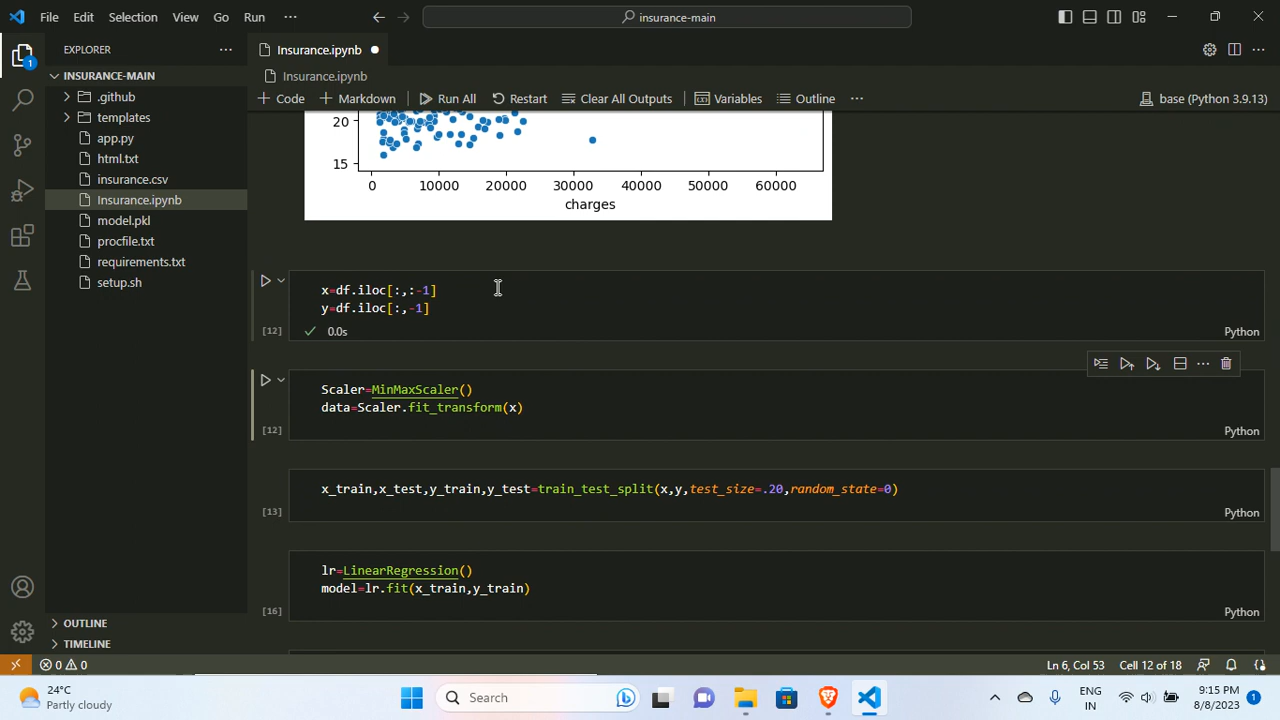 File Edit Selection View Go Run ···
insurance-main
EXPLORER ···
INSURANCE-MAIN
.github
templates
app.py
html.txt
insurance.csv
Insurance.ipynb
model.pkl
procfile.txt
requirements.txt
setup.sh
OUTLINE
TIMELINE
1
Insurance.ipynb
Insurance.ipynb
+ Code + Markdown Run All Restart Clear All Outputs Variables Outline ··· base (Python 3.9.13)
20
15
0 10000 20000 30000 40000 50000 60000
charges
x=df.iloc[:,:-1]
y=df.iloc[:,-1]
[12] 0.0s Python
Scaler=MinMaxScaler()
data=Scaler.fit_transform(x)
[12] Python
x_train,x_test,y_train,y_test=train_test_split(x,y,test_size=.20,random_state=0)
[13] Python
lr=LinearRegression()
model=lr.fit(x_train,y_train)
[16] Python
0 0 Ln 6, Col 53 Cell 12 of 18
24°C
Partly cloudy
Search
ENG
IN
9:15 PM
8/8/2023
1